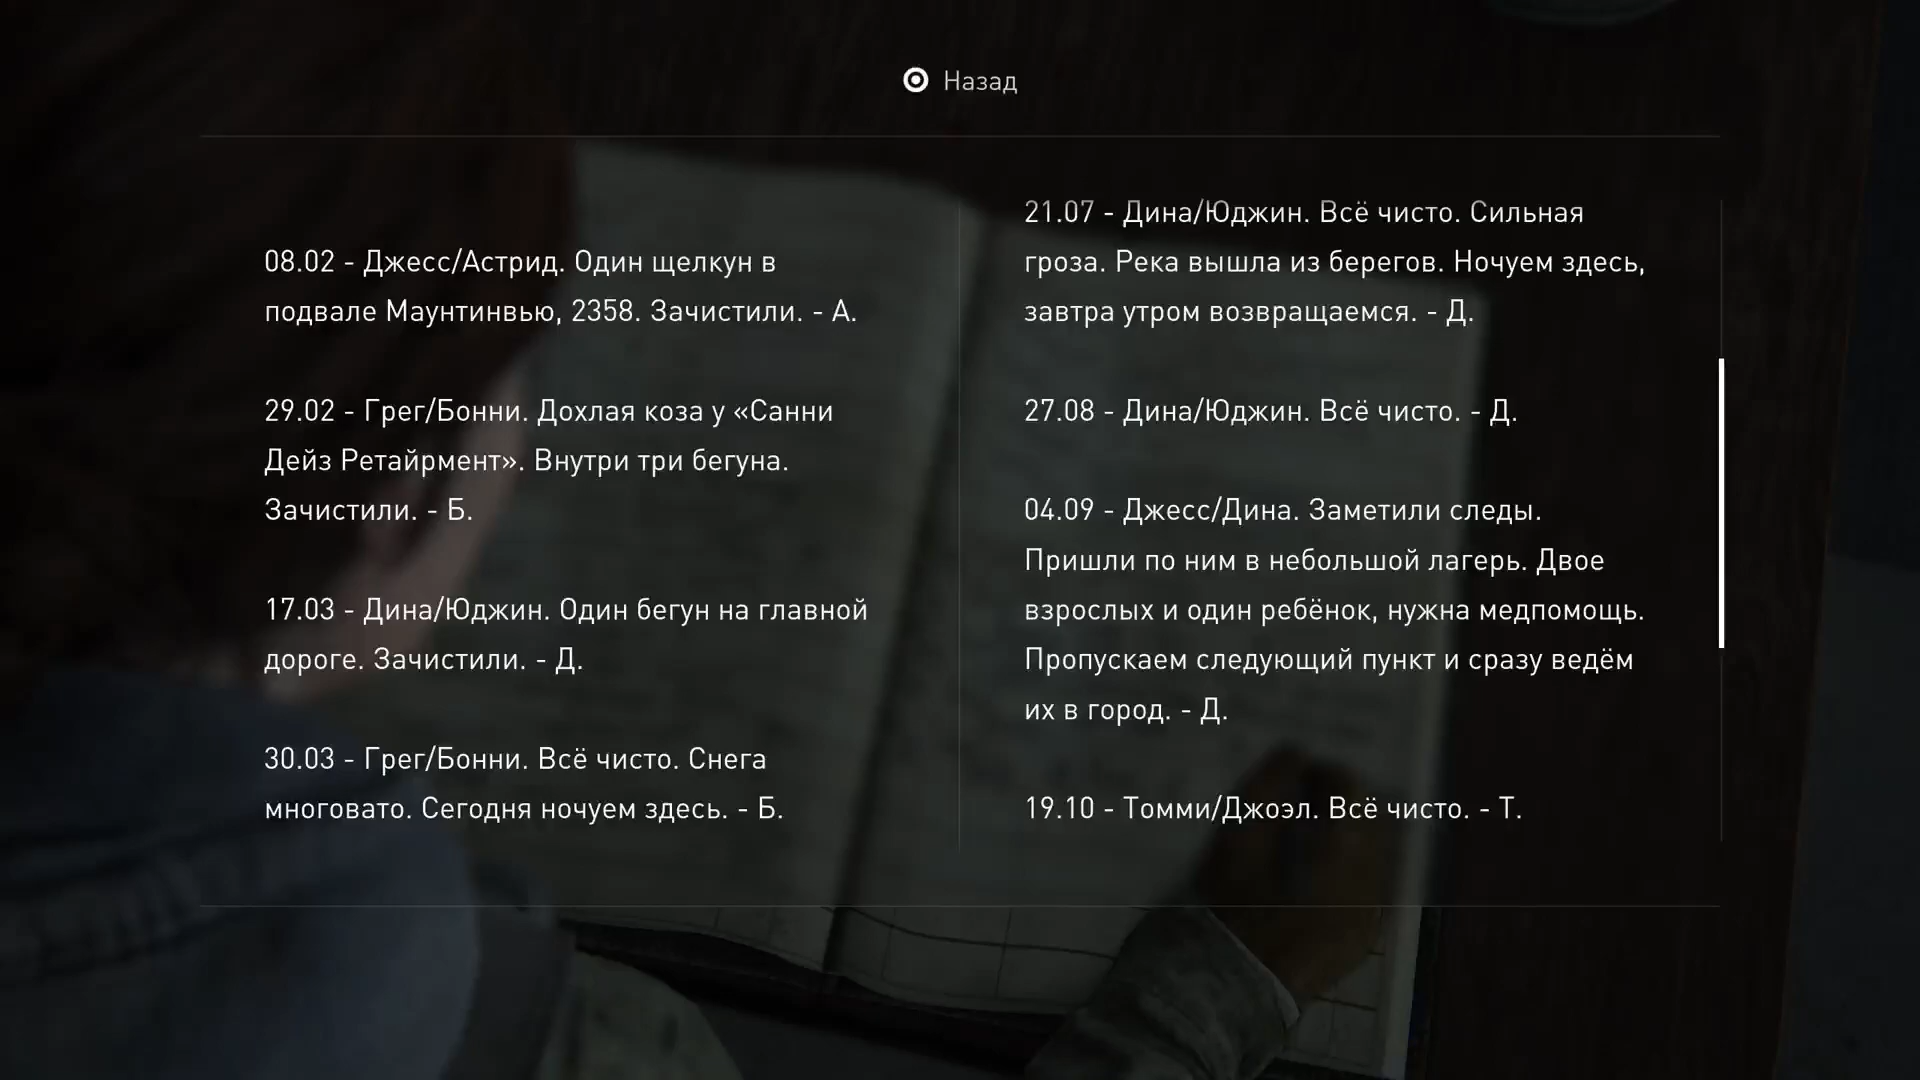 Назад
08.02 - Джесс/Астрид. Один щелкун в
подвале Маунтинвью, 2358. Зачистили. - А.
29.02 - Грег/Бонни. Дохлая коза у «Санни
Дейз Ретайрмент». Внутри три бегуна.
Зачистили. - Б.
17.03 - Дина/Юджин. Один бегун на главной
дороге. Зачистили. - Д.
30.03 - Грег/Бонни. Всё чисто. Снега
многовато. Сегодня ночуем здесь. - Б.
21.07 - Дина/Юджин. Всё чисто. Сильная
гроза. Река вышла из берегов. Ночуем здесь,
завтра утром возвращаемся. - Д.
27.08 - Дина/Юджин. Всё чисто. - Д.
04.09 - Джесс/Дина. Заметили следы.
Пришли по ним в небольшой лагерь. Двое
взрослых и один ребёнок, нужна медпомощь.
Пропускаем следующий пункт и сразу ведём
их в город. - Д.
19.10 - Томми/Джоэл. Всё чисто. - Т.